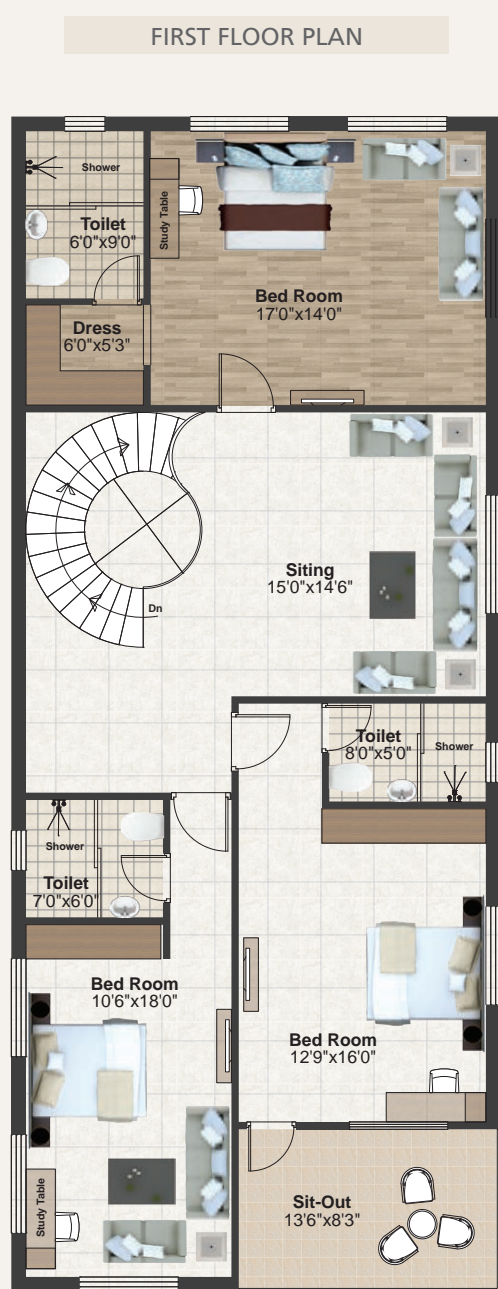 FIRST FLOOR PLAN
Shower
Toilet
6'0"x9'0"
Study Table
Bed Room
17'0"x14'0"
Dress
6'0"x5'3"
Siting
15'0"x14'6"
Dn
Toilet
8'0"x5'0"
Shower
Shower
Toilet
7'0"x6'0"
Bed Room
10'6"x18'0"
Bed Room
12'9"x16'0"
Study Table
Sit-Out
13'6"x8'3"